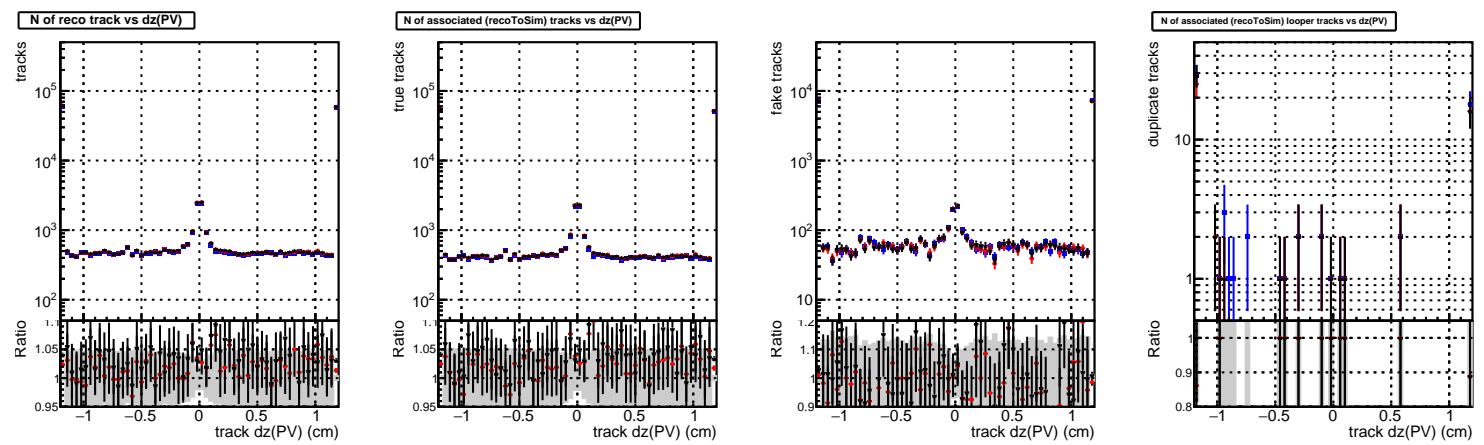 N of reco track vs dz(PV)
tracks
10^5
10^4
10^3
10^2
Ratio
1.1
1.05
1
0.95
−1 −0.5 0 0.5 1
track dz(PV) (cm)
N of associated (recoToSim) tracks vs dz(PV)
true tracks
10^5
10^4
10^3
10^2
Ratio
1.1
1.05
1
0.95
−1 −0.5 0 0.5 1
track dz(PV) (cm)
fake tracks
10^4
10^3
10^2
10
Ratio
1.2
1.1
1
0.9
−1 −0.5 0 0.5 1
track dz(PV) (cm)
N of associated (recoToSim) looper tracks vs dz(PV)
duplicate tracks
10
1
Ratio
1
0.9
0.8
−1 −0.5 0 0.5 1
track dz(PV) (cm)